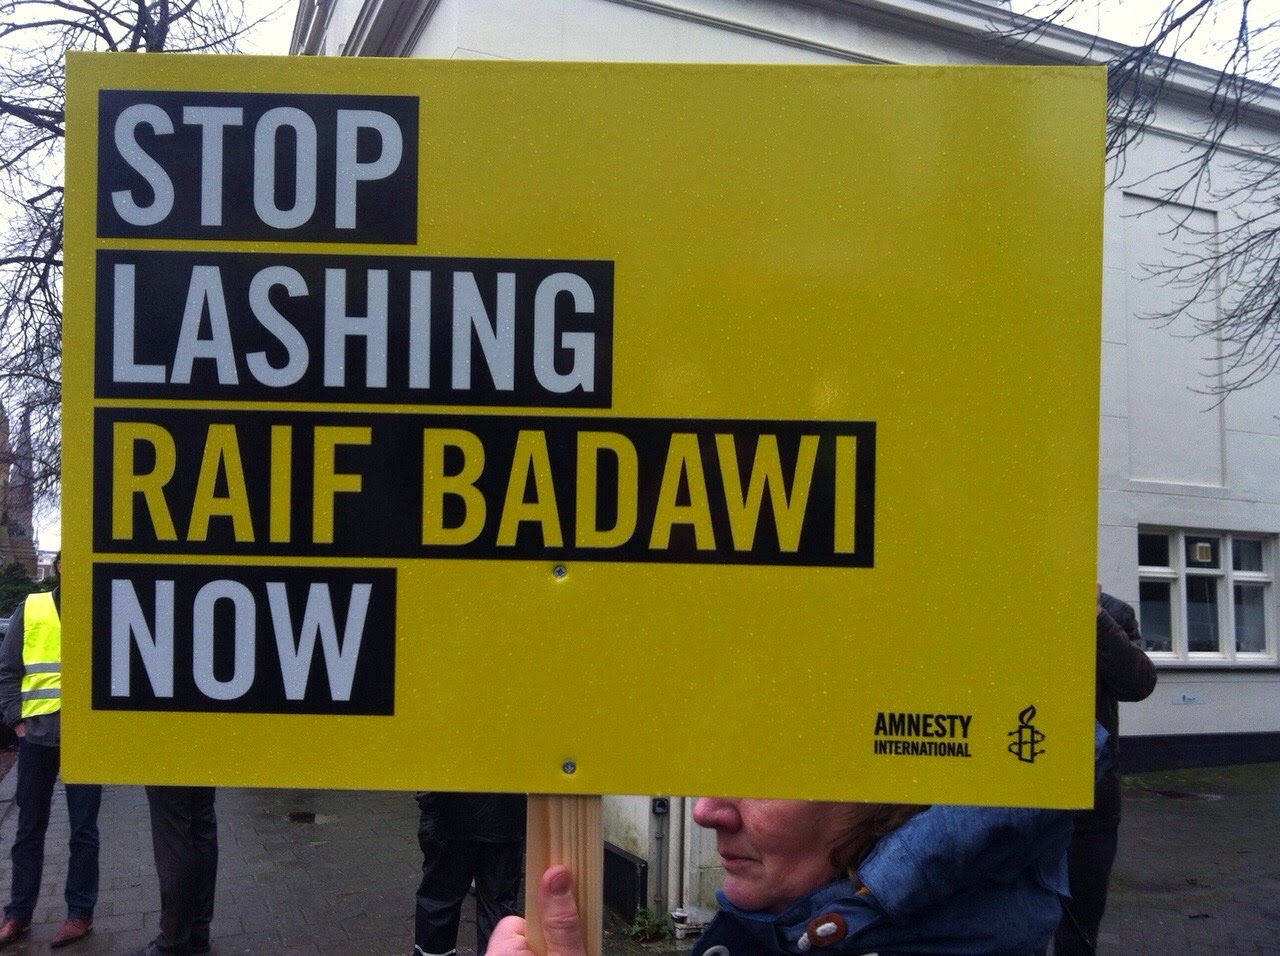 STOP
LASHING
RAIF BADAWI
NOW
AMNESTY
INTERNATIONAL